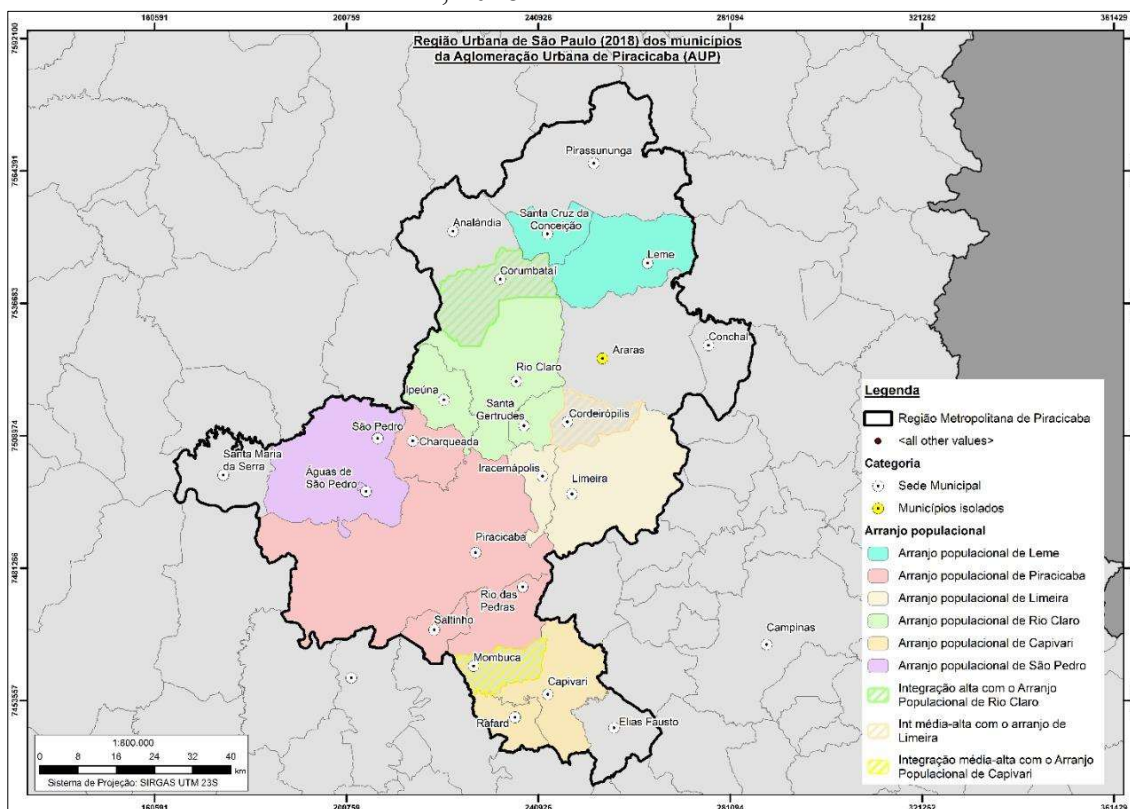 160591 200759 240926 281094 321262 361429
Região Urbana de São Paulo (2018) dos municípios
da Aglomeração Urbana de Piracicaba (AUP)
7592100
7564391
7536683
7508974
7481266
7453557
Pirassununga
Analândia
Santa Cruz da
Conceição
Leme
Corumbataí
Conchal
Araras
Rio Claro
Ipeúna
Santa
Gertrudes
Cordeirópolis
São Pedro
Charqueada
Santa Maria
da Serra
Iracemápolis
Águas de
São Pedro
Limeira
Piracicaba
Rio das
Pedras
Saltinho
Campinas
Mombuca
Capivari
Rafard
Elias Fausto
Legenda
Região Metropolitana de Piracicaba
<all other values>
Categoria
Sede Municipal
Municípios isolados
Arranjo populacional
Arranjo populacional de Leme
Arranjo populacional de Piracicaba
Arranjo populacional de Limeira
Arranjo populacional de Rio Claro
Arranjo populacional de Capivari
Arranjo populacional de São Pedro
Integração alta com o Arranjo
Populacional de Rio Claro
Int média-alta com o arranjo de
Limeira
Integração média-alta com o Arranjo
Populacional de Capivari
1:800.000
0 8 16 24 32 40
km
Sistema de Projeção: SIRGAS UTM 23S
160591 200759 240926 281094 321262 361429